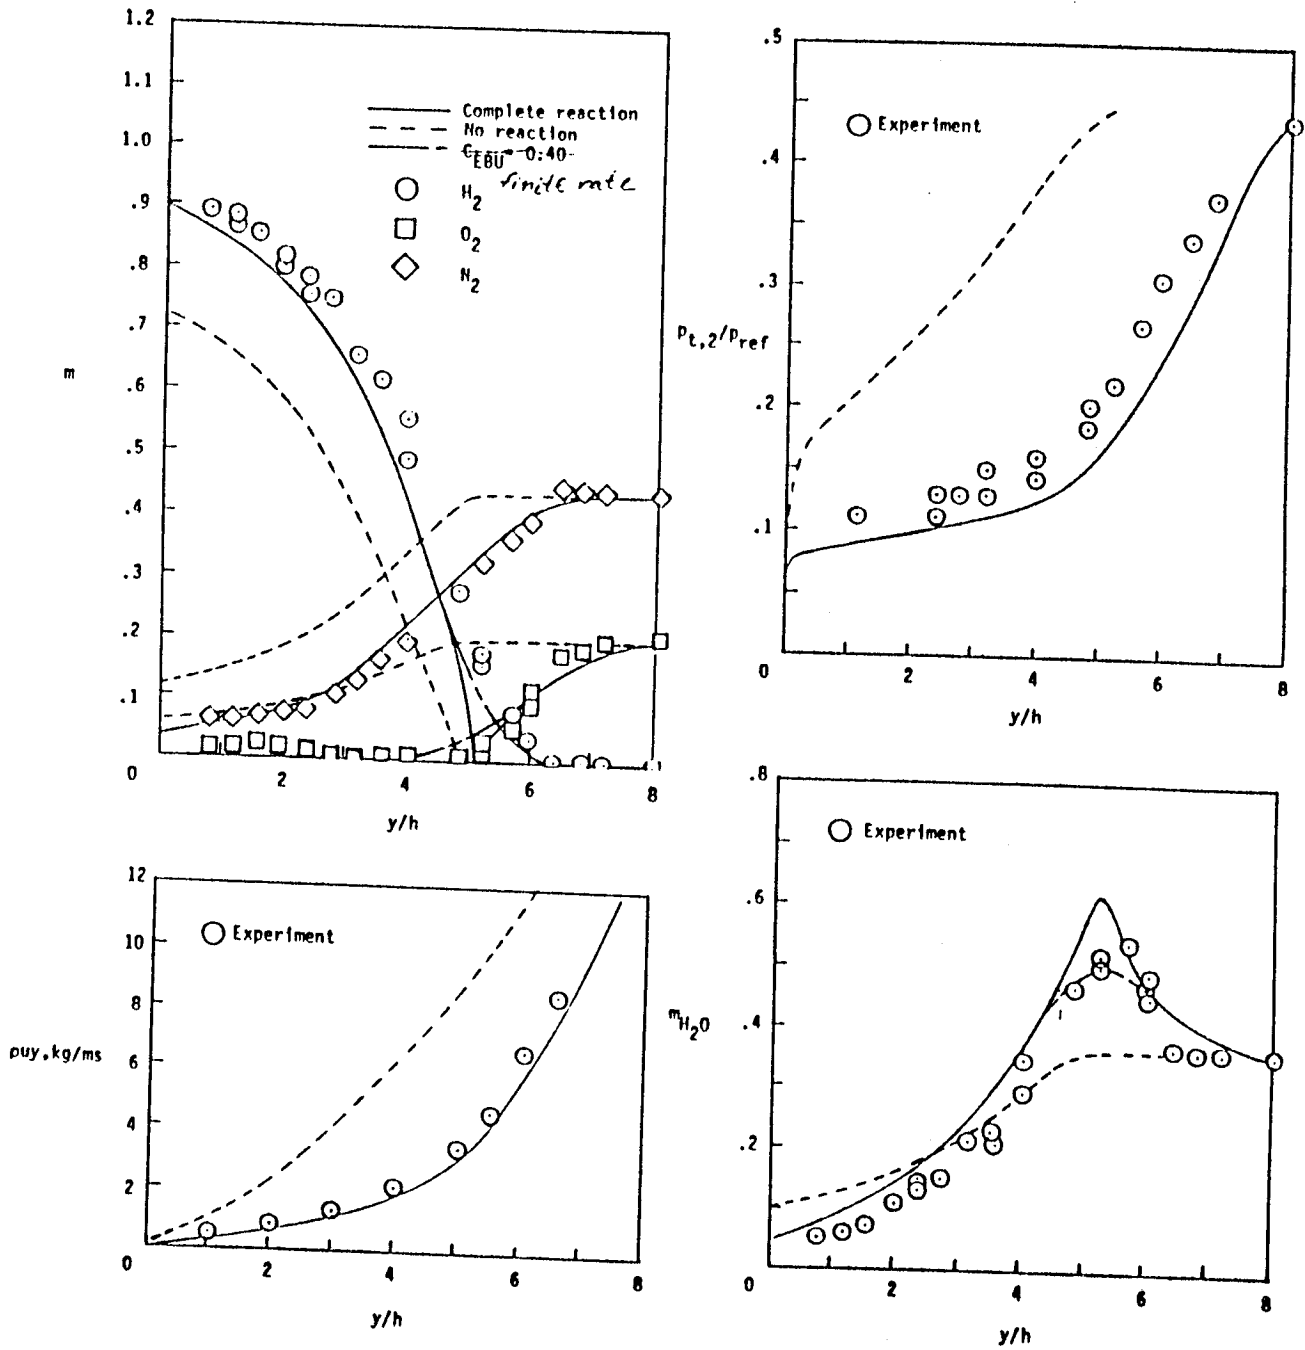 1.2
1.1
1.0
.9
.8
.7
.6
.5
.4
.3
.2
.1
0
2
4
6
8
m
y/h
Complete reaction
No reaction
C EBU = 0.40
finite rate
H2
O2
N2
.5
.4
.3
.2
.1
0
2
4
6
8
pt,2/pref
y/h
Experiment
12
10
8
6
4
2
0
2
4
6
8
ρuy,kg/ms
y/h
Experiment
.8
.6
.4
.2
0
2
4
6
8
mH2O
y/h
Experiment